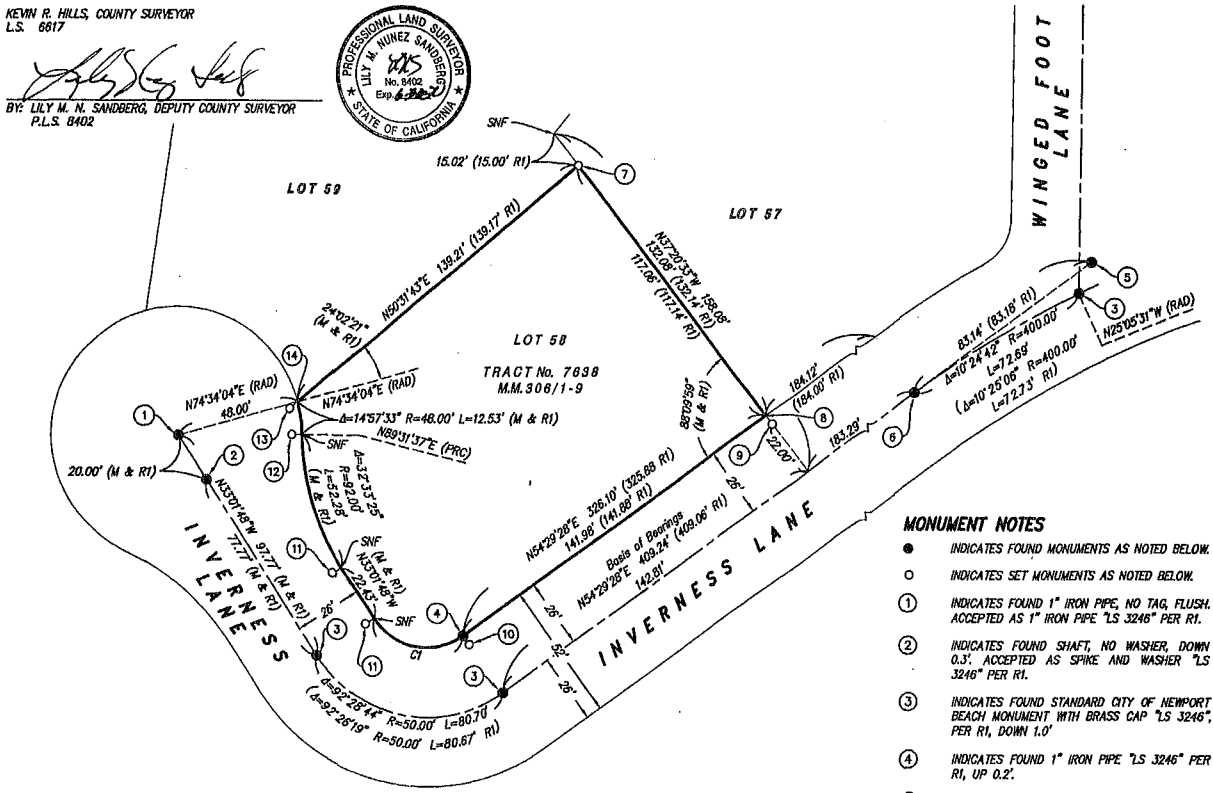 KEVIN R. HILLS, COUNTY SURVEYOR
L.S. 6617
BY: LILY M. N. SANDBERG, DEPUTY COUNTY SURVEYOR
P.L.S. 8402
PROFESSIONAL LAND SURVEYOR
LILY M. NUNEZ SANDBERG
No. 8402
Exp.
STATE OF CALIFORNIA
WINGED FOOT
LANE
SNF
15.02' (15.00' R1)
7
LOT 59
LOT 57
N50°31'43"E 139.21' (139.17' R1)
24°02'21"
(M & R1)
N37°20'33"W 158.08'
132.08' (132.14' R1)
117.06' (117.14' R1)
5
3
N25°05'31"W (RAD)
83.14' (83.18' R1)
Δ=10°24'42" R=400.00'
L=72.69'
(Δ=10°25'06" R=400.00'
L=72.73' R1)
LOT 58
TRACT No. 7638
M.M. 306/1-9
14
N74°34'04"E (RAD)
48.00'
N74°34'04"E (RAD)
Δ=14°57'33" R=48.00' L=12.53' (M & R1)
N89°31'37"E (PRC)
1
13
12
SNF
2
20.00' (M & R1)
88°09'59"
(M & R1)
184.12'
(184.00' R1)
8
9
22.00'
183.29'
6
Δ=32°33'25"
R=92.00'
L=52.28'
(M & R1)
N33°01'48"W 97.77' (M & R1)
71.77' (M & R1)
INVERNESS
LANE
11
SNF
N33°01'48"W
22.43'
(M & R1)
26'
11
SNF
N54°29'28"E 326.10' (325.88' R1)
141.98' (141.88' R1)
26'
Basis of Bearings
N54°29'28"E 409.24' (409.06' R1)
142.81'
INVERNESS LANE
4
10
C1
3
3
26'
52'
26'
Δ=92°28'44" R=50.00' L=80.70'
(Δ=92°26'19" R=50.00' L=80.67' R1)
MONUMENT NOTES
INDICATES FOUND MONUMENTS AS NOTED BELOW.
INDICATES SET MONUMENTS AS NOTED BELOW.
1 INDICATES FOUND 1" IRON PIPE, NO TAG, FLUSH.
ACCEPTED AS 1" IRON PIPE "LS 3246" PER R1.
2 INDICATES FOUND SHAFT, NO WASHER, DOWN
0.3'. ACCEPTED AS SPIKE AND WASHER "LS
3246" PER R1.
3 INDICATES FOUND STANDARD CITY OF NEWPORT
BEACH MONUMENT WITH BRASS CAP "LS 3246",
PER R1, DOWN 1.0'
4 INDICATES FOUND 1" IRON PIPE "LS 3246" PER
R1, UP 0.2'.